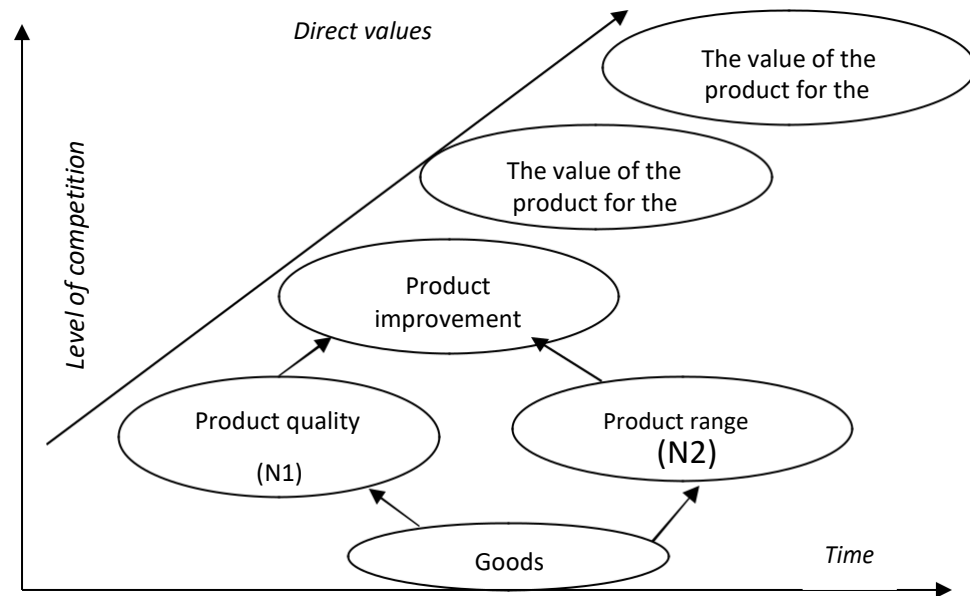 Direct values
The value of the
product for the
The value of the
product for the
Level of competition
Product
improvement
Product quality
(N1)
Product range
(N2)
Goods
Time